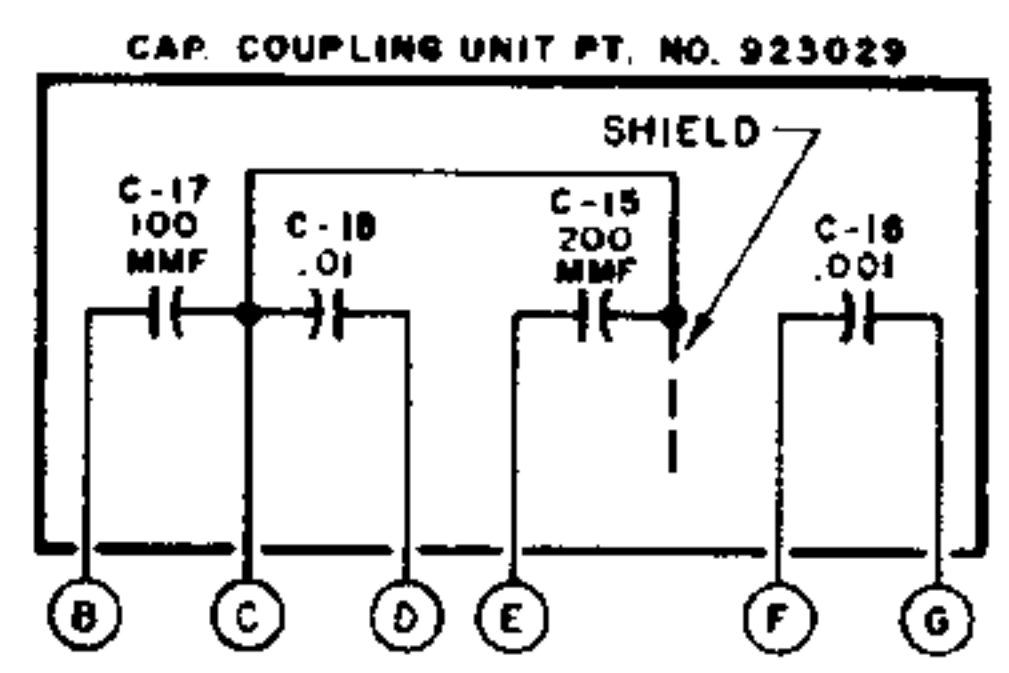 CAP. COUPLING UNIT PT. NO. 923029
SHIELD
C-17
100
MMF
C-18
.01
C-15
200
MMF
C-16
.001
B
C
D
E
F
G